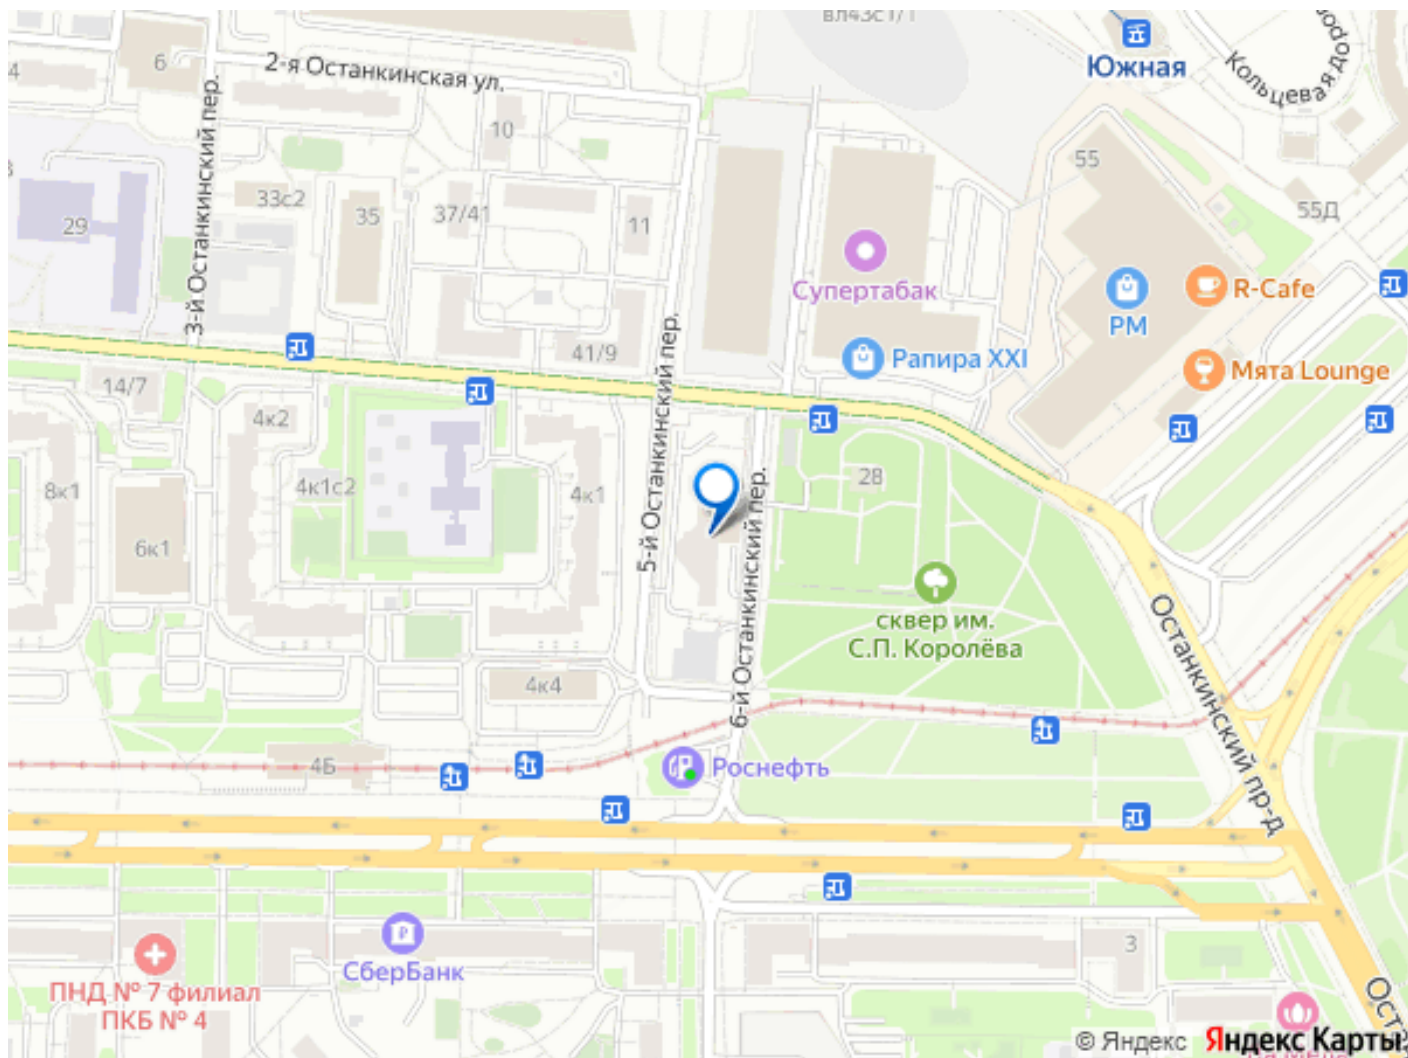 вл43с1/1
Южная
Кольцевая
6
2-я Останкинская ул.
4
3-й Останкинский пер.
10
55
33с2
35
37/41
11
55Д
29
Супертабак
R-Cafe
РМ
5-й Останкинский пер.
41/9
Рапира XXI
Мята Lounge
14/7
4к2
8к1
4к1с2
4к1
28
6к1
6-й Останкинский пер.
сквер им.
С.П. Королёва
Останкинский пр-д
4к4
4Б
Роснефть
3
СберБанк
ПНД № 7 филиал
ПКБ № 4
Оста
© Яндекс Яндекс Карты